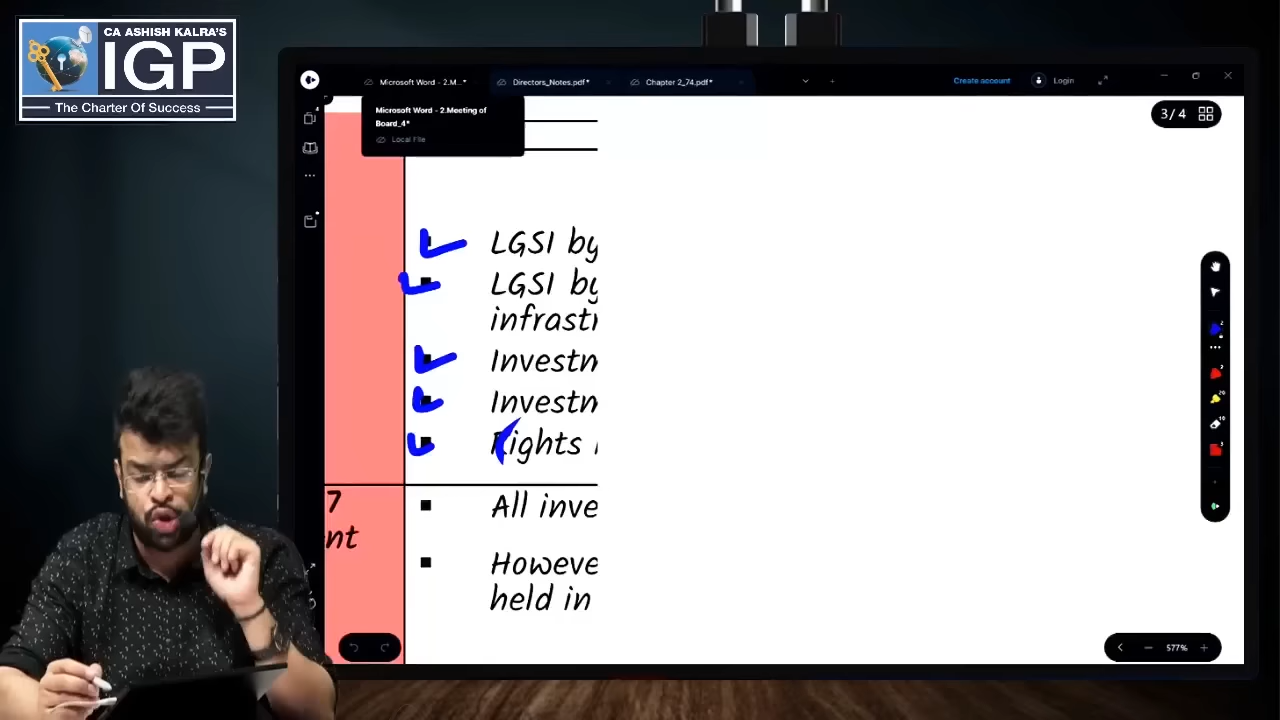 CA ASHISH KALRA'S
IGP
The Charter Of Success
Microsoft Word - 2.M...*
Directors_Notes.pdf*
Chapter 2_74.pdf*
Create account
Login
Microsoft Word - 2.Meeting of
Board_4*
Local File
3/4
LGSI by
LGSI by
infrast
Investm
Investm
Rights
7
All inve
nt
Howeve
held in
577%